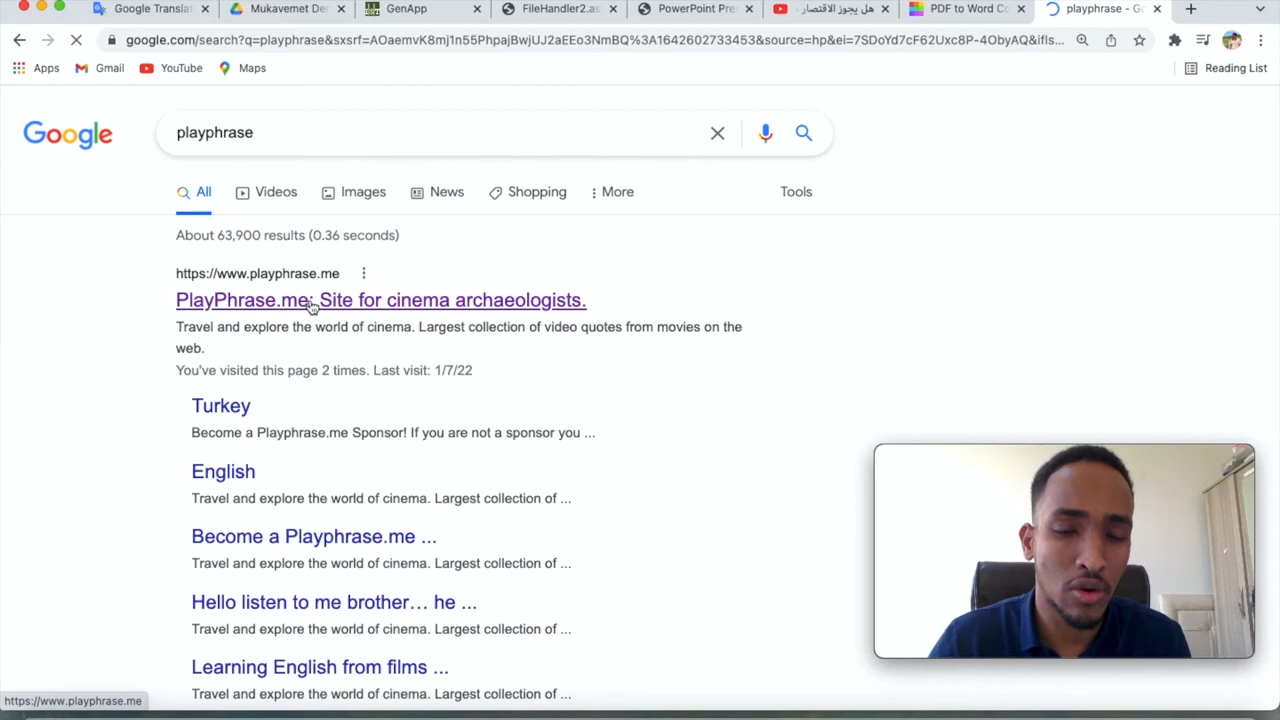 Google Translat
Mukavemet Der
GenApp
FileHandler2.as
PowerPoint Pre
هل يجوز الاقتصار
PDF to Word Co
playphrase - Go
google.com/search?q=playphrase&sxsrf=AOaemvK8mj1n55PhpajBwjUJ2aEEo3NmBQ%3A1642602733453&source=hp&ei=7SDoYd7cF62Uxc8P-4ObyAQ&ifls...
Apps
Gmail
YouTube
Maps
Reading List
Google
playphrase
All
Videos
Images
News
Shopping
More
Tools
About 63,900 results (0.36 seconds)
https://www.playphrase.me
PlayPhrase.me: Site for cinema archaeologists.
Travel and explore the world of cinema. Largest collection of video quotes from movies on the
web.
You've visited this page 2 times. Last visit: 1/7/22
Turkey
Become a Playphrase.me Sponsor! If you are not a sponsor you ...
English
Travel and explore the world of cinema. Largest collection of ...
Become a Playphrase.me ...
Travel and explore the world of cinema. Largest collection of ...
Hello listen to me brother… he ...
Travel and explore the world of cinema. Largest collection of ...
Learning English from films ...
Travel and explore the world of cinema. Largest collection of ...
https://www.playphrase.me